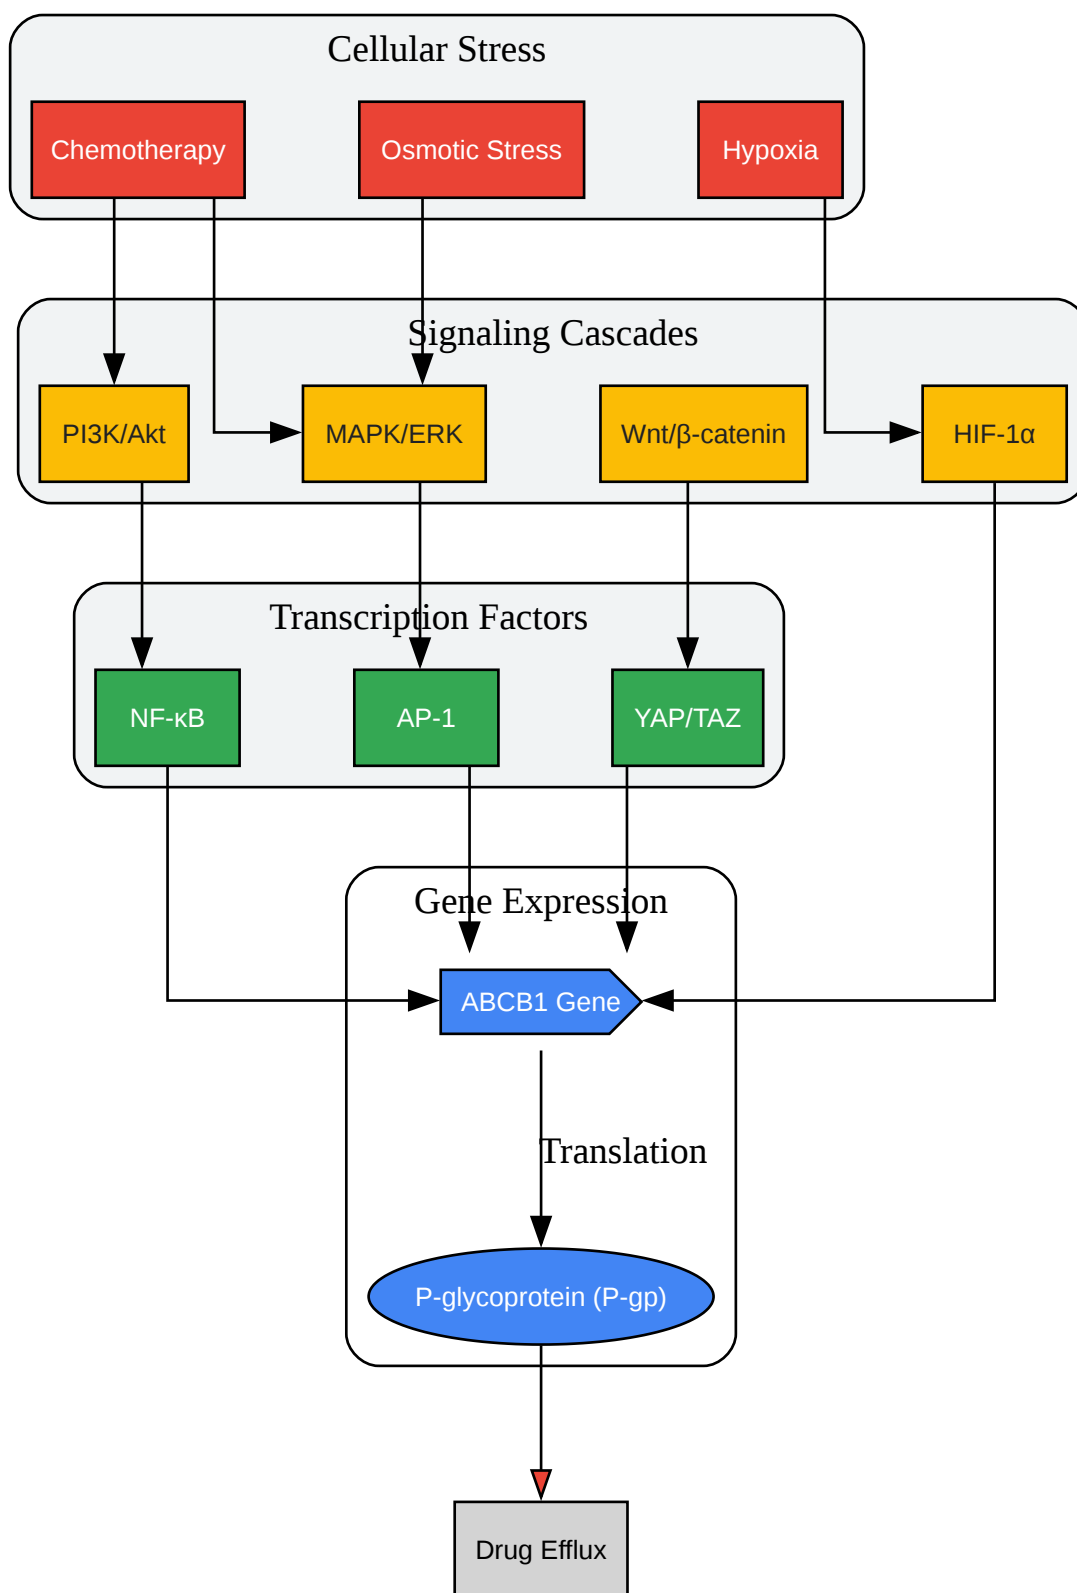 Cellular Stress
Chemotherapy
Osmotic Stress
Hypoxia
Signaling Cascades
PI3K/Akt
MAPK/ERK
Wnt/β-catenin
HIF-1α
Transcription Factors
NF-κB
AP-1
YAP/TAZ
Gene Expression
ABCB1 Gene
Translation
P-glycoprotein (P-gp)
Drug Efflux